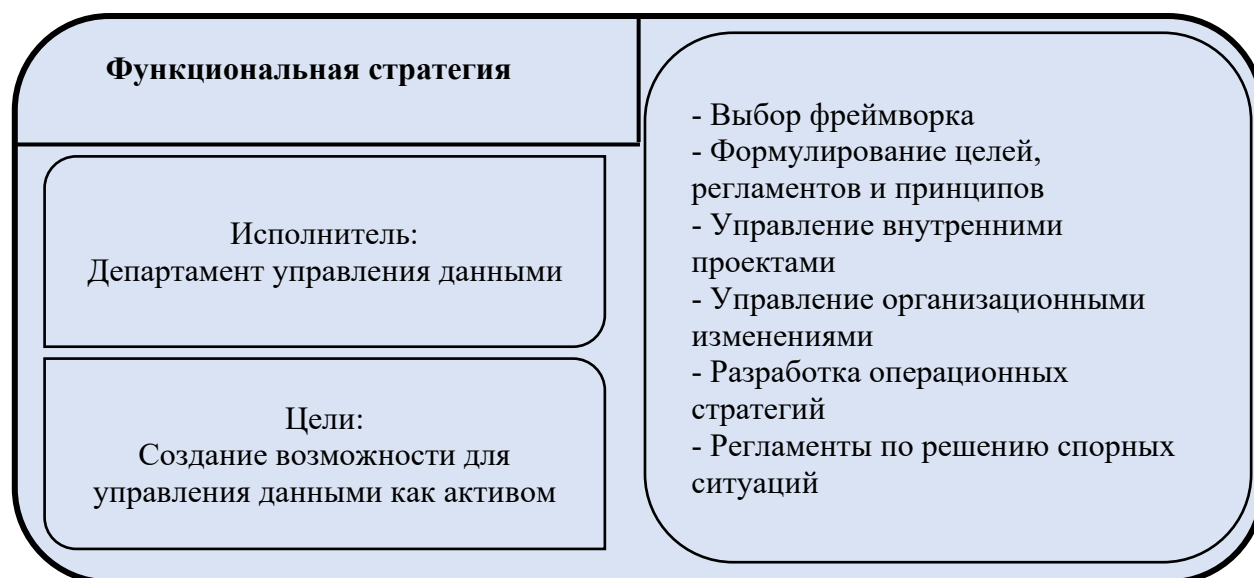 Функциональная стратегия
Исполнитель:
Департамент управления данными
Цели:
Создание возможности для
управления данными как активом
- Выбор фреймворка
- Формулирование целей,
регламентов и принципов
- Управление внутренними
проектами
- Управление организационными
изменениями
- Разработка операционных
стратегий
- Регламенты по решению спорных
ситуаций